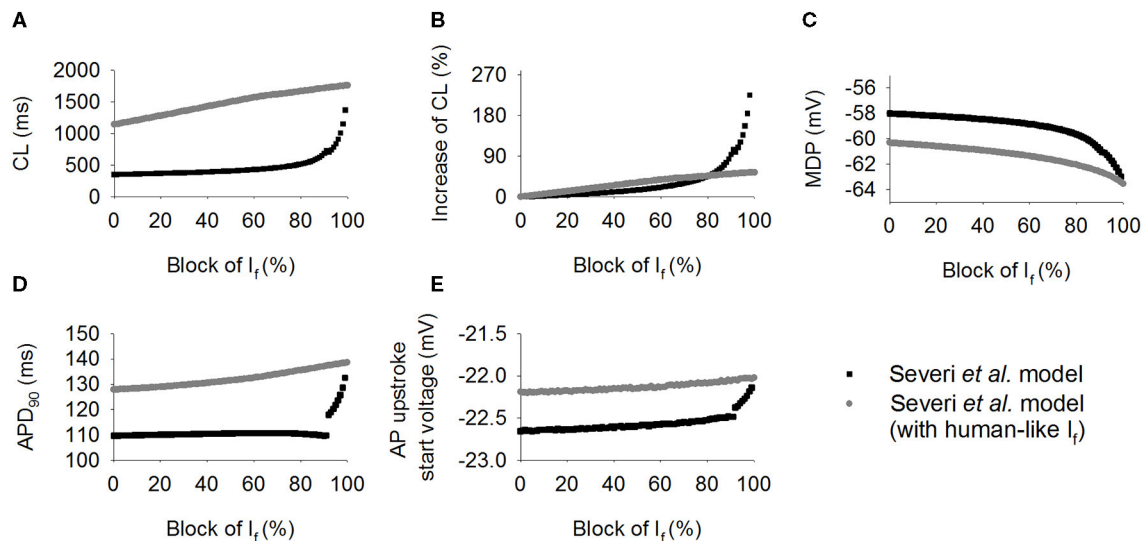 A
CL (ms)
2000
1500
1000
500
0
0 20 40 60 80 100
Block of If (%)
B
Increase of CL (%)
270
180
90
0
0 20 40 60 80 100
Block of If (%)
C
MDP (mV)
-56
-58
-60
-62
-64
0 20 40 60 80 100
Block of If (%)
D
APD90 (ms)
150
140
130
120
110
100
0 20 40 60 80 100
Block of If (%)
E
AP upstroke
start voltage (mV)
-21.5
-22.0
-22.5
-23.0
0 20 40 60 80 100
Block of If (%)
Severi et al. model
Severi et al. model
(with human-like If)